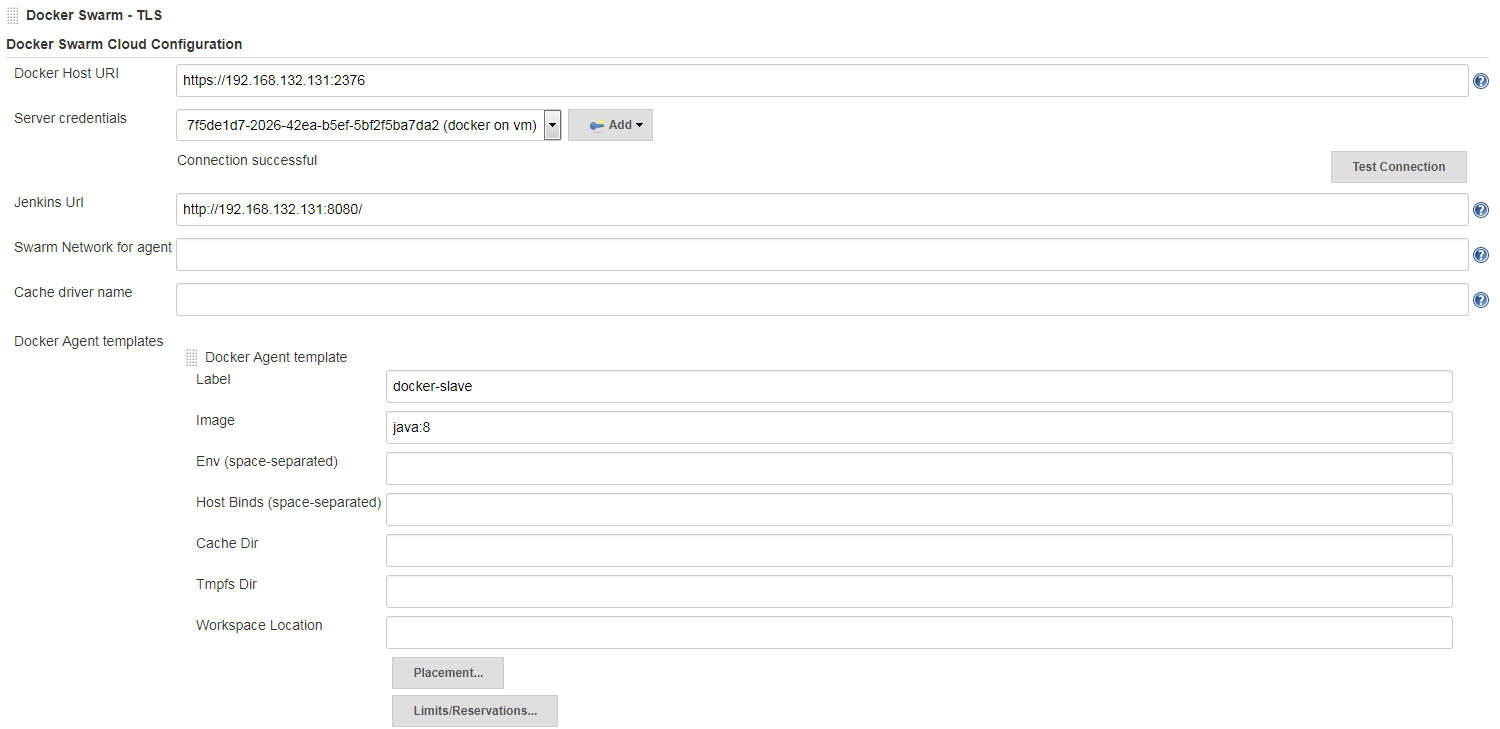 Docker Swarm - TLS
Docker Swarm Cloud Configuration
Docker Host URI
https://192.168.132.131:2376
Server credentials
7f5de1d7-2026-42ea-b5ef-5bf2f5ba7da2 (docker on vm)
Add
Connection successful
Test Connection
Jenkins Url
http://192.168.132.131:8080/
Swarm Network for agent
Cache driver name
Docker Agent templates
Docker Agent template
Label
docker-slave
Image
java:8
Env (space-separated)
Host Binds (space-separated)
Cache Dir
Tmpfs Dir
Workspace Location
Placement...
Limits/Reservations...